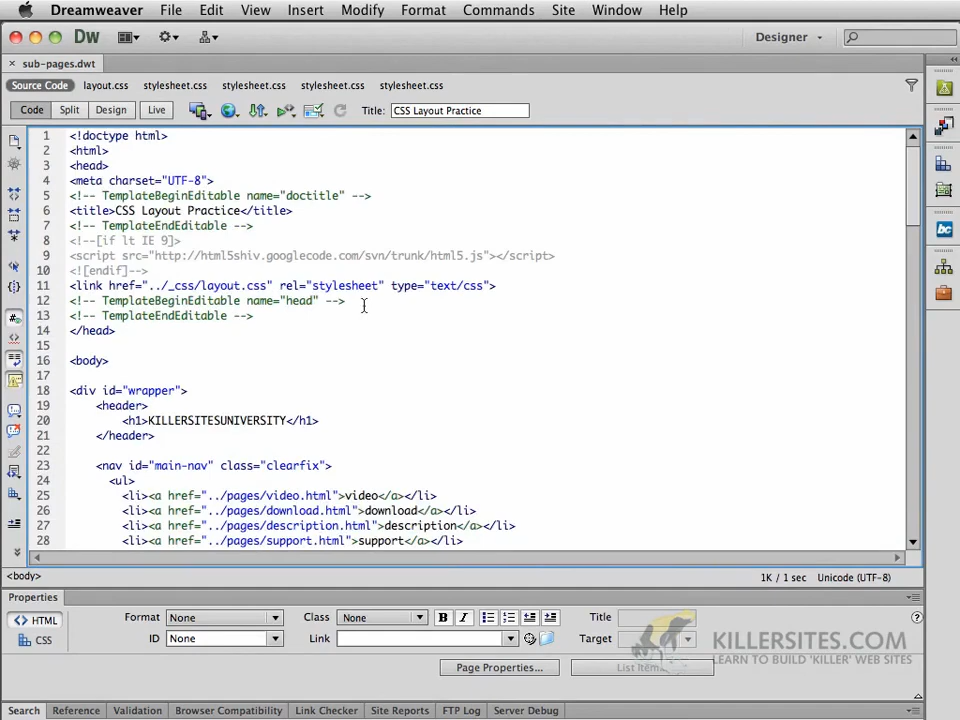 Dreamweaver File Edit View Insert Modify Format Commands Site Window Help
Dw Designer
× sub-pages.dwt
Source Code layout.css stylesheet.css stylesheet.css stylesheet.css stylesheet.css
Code Split Design Live Title: CSS Layout Practice
1 <!doctype html>
2 <html>
3 <head>
4 <meta charset="UTF-8">
5 <!-- TemplateBeginEditable name="doctitle" -->
6 <title>CSS Layout Practice</title>
7 <!-- TemplateEndEditable -->
8 <!--[if lt IE 9]>
9 <script src="http://html5shiv.googlecode.com/svn/trunk/html5.js"></script>
10 <![endif]-->
11 <link href="../_css/layout.css" rel="stylesheet" type="text/css">
12 <!-- TemplateBeginEditable name="head" -->
13 <!-- TemplateEndEditable -->
14 </head>
15
16 <body>
17
18 <div id="wrapper">
19 <header>
20 <h1>KILLERSITESUNIVERSITY</h1>
21 </header>
22
23 <nav id="main-nav" class="clearfix">
24 <ul>
25 <li><a href="../pages/video.html">video</a></li>
26 <li><a href="../pages/download.html">download</a></li>
27 <li><a href="../pages/description.html">description</a></li>
28 <li><a href="../pages/support.html">support</a></li>
bc
<body> 1K / 1 sec Unicode (UTF-8)
Properties
<> HTML Format None Class None B I Title
CSS ID None Link Target
Page Properties... List Item...
KILLERSITES.COM
LEARN TO BUILD 'KILLER' WEB SITES
Search Reference Validation Browser Compatibility Link Checker Site Reports FTP Log Server Debug